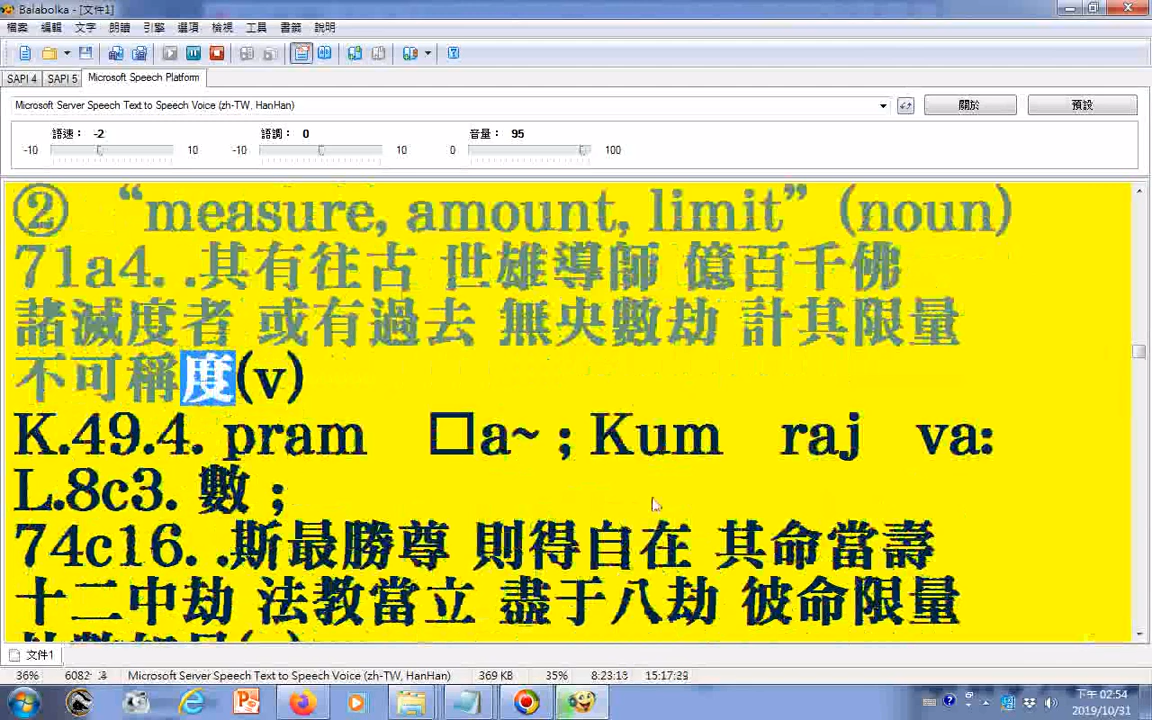 Balabolka - [文件1]
檔案 編輯 文字 朗讀 引擎 選項 檢視 工具 書籤 說明
SAPI 4 SAPI 5 Microsoft Speech Platform
Microsoft Server Speech Text to Speech Voice (zh-TW, HanHan) 關於 預設
語速： -2 語調： 0 音量： 95
-10 10 -10 10 0 100
② “measure, amount, limit” (noun)
71a4. .其有往古 世雄導師 億百千佛
諸滅度者 或有過去 無央數劫 計其限量
不可稱度(v)
K.49.4. pram □a~ ; Kum raj va:
L.8c3. 數 ;
74c16. .斯最勝尊 則得自在 其命當壽
十二中劫 法教當立 盡于八劫 彼命限量
文件1
36% Microsoft Server Speech Text to Speech Voice (zh-TW, HanHan) 369 KB 35% 8:23:13 15:17:23
下午 02:54
2019/10/31